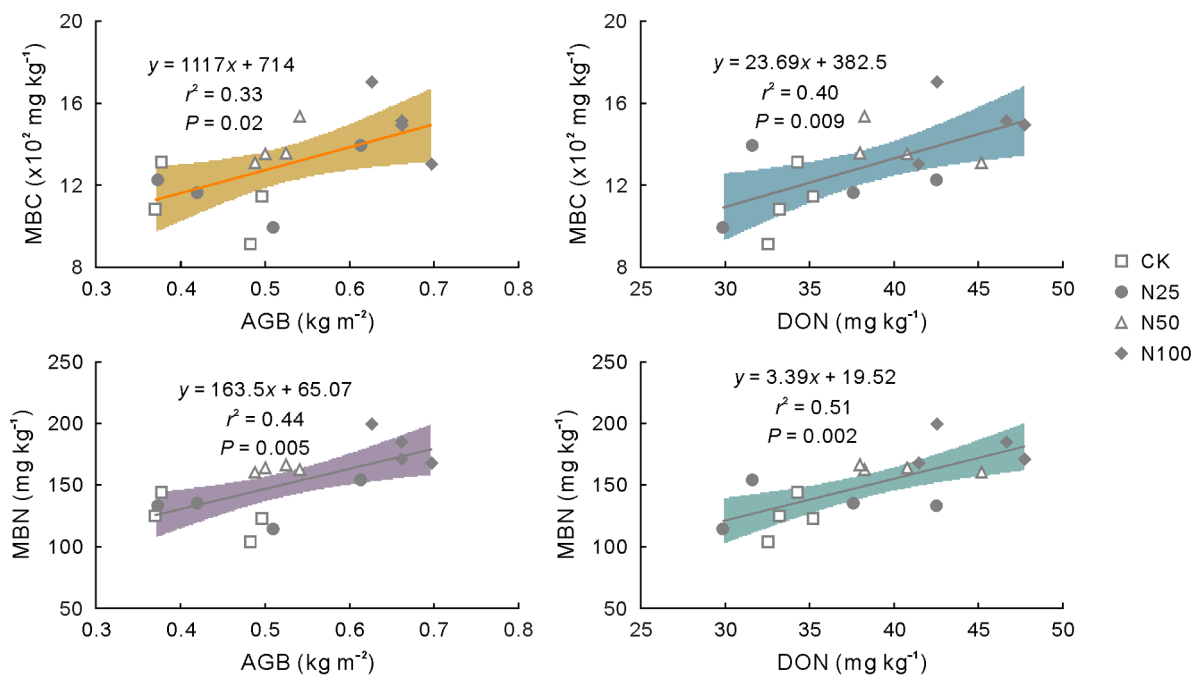 20
16
12
8
MBC (x10² mg kg⁻¹)
y = 1117x + 714
r² = 0.33
P = 0.02
0.3 0.4 0.5 0.6 0.7 0.8
AGB (kg m⁻²)
20
16
12
8
MBC (x10² mg kg⁻¹)
y = 23.69x + 382.5
r² = 0.40
P = 0.009
25 30 35 40 45 50
DON (mg kg⁻¹)
CK
N25
N50
N100
250
200
150
100
50
MBN (mg kg⁻¹)
y = 163.5x + 65.07
r² = 0.44
P = 0.005
0.3 0.4 0.5 0.6 0.7 0.8
AGB (kg m⁻²)
250
200
150
100
50
MBN (mg kg⁻¹)
y = 3.39x + 19.52
r² = 0.51
P = 0.002
25 30 35 40 45 50
DON (mg kg⁻¹)